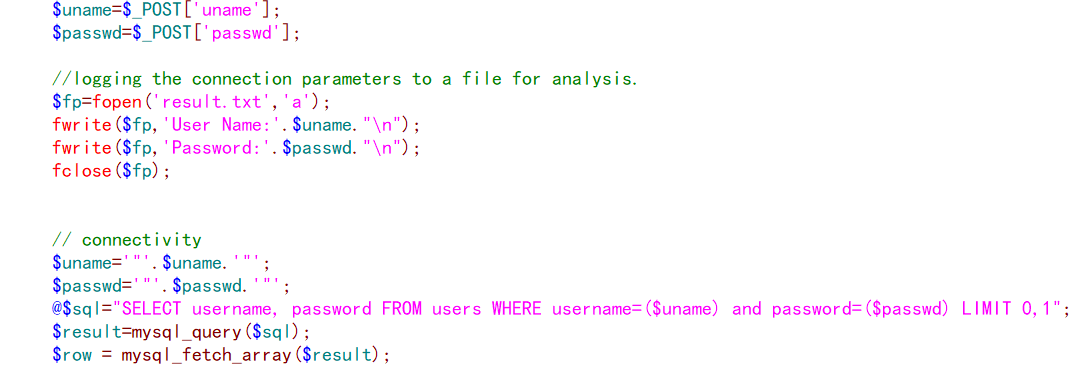 $uname=$_POST['uname'];
$passwd=$_POST['passwd'];
//logging the connection parameters to a file for analysis.
$fp=fopen('result.txt','a');
fwrite($fp,'User Name:'.$uname."\n");
fwrite($fp,'Password:'.$passwd."\n");
fclose($fp);
// connectivity
$uname='"'.$uname.'"';
$passwd='"'.$passwd.'"';
@$sql="SELECT username, password FROM users WHERE username=($uname) and password=($passwd) LIMIT 0,1";
$result=mysql_query($sql);
$row = mysql_fetch_array($result);